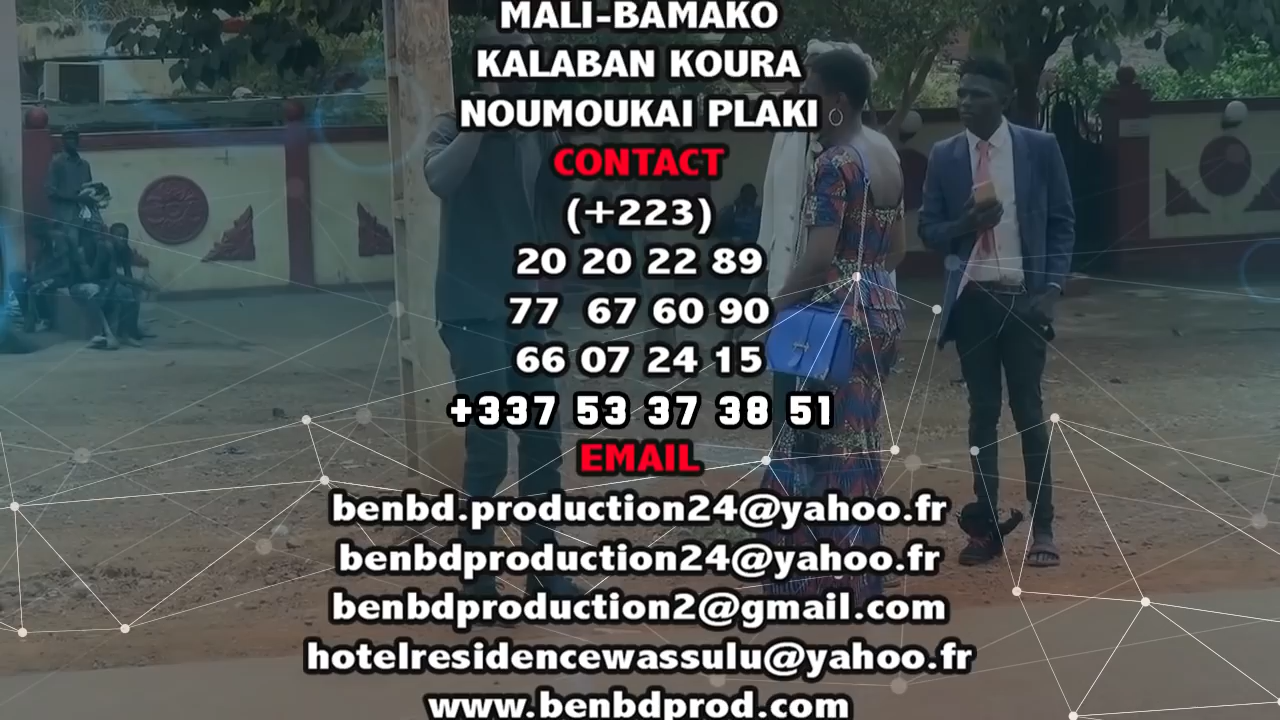 MALI-BAMAKO
KALABAN KOURA
NOUMOUKAI PLAKI
CONTACT
(+223)
20 20 22 89
77 67 60 90
66 07 24 15
+337 53 37 38 51
EMAIL
benbd.production24@yahoo.fr
benbdproduction24@yahoo.fr
benbdproduction2@gmail.com
hotelresidencewassulu@yahoo.fr
www.benbdprod.com